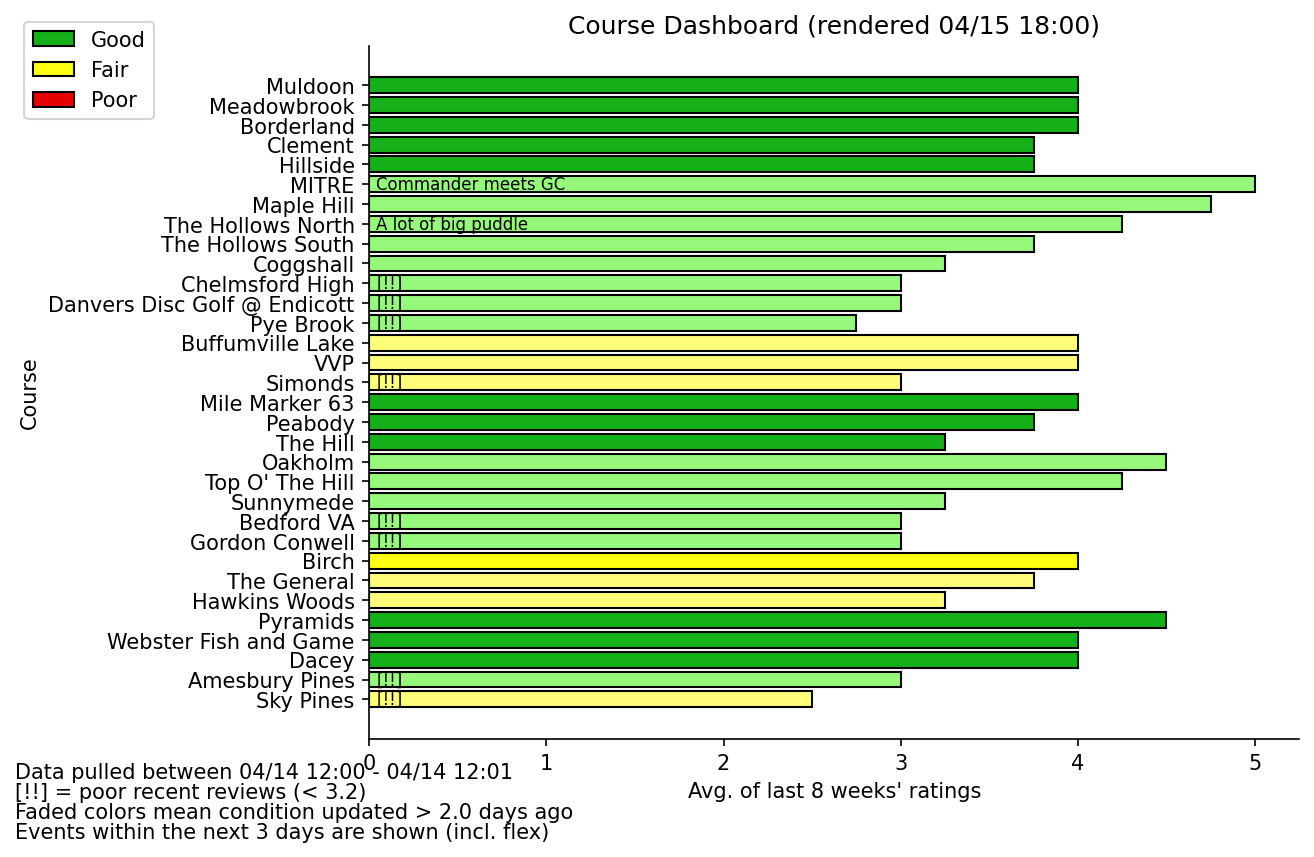 Course Dashboard (rendered 04/15 18:00)
Good
Fair
Poor
Course
Muldoon
Meadowbrook
Borderland
Clement
Hillside
MITRE Commander meets GC
Maple Hill
The Hollows North A lot of big puddle
The Hollows South
Coggshall
Chelmsford High [!!]
Danvers Disc Golf @ Endicott [!!]
Pye Brook [!!]
Buffumville Lake
VVP
Simonds [!!]
Mile Marker 63
Peabody
The Hill
Oakholm
Top O' The Hill
Sunnymede
Bedford VA [!!]
Gordon Conwell [!!]
Birch
The General
Hawkins Woods
Pyramids
Webster Fish and Game
Dacey
Amesbury Pines [!!]
Sky Pines [!!]
0 1 2 3 4 5
Avg. of last 8 weeks' ratings
Data pulled between 04/14 12:00 - 04/14 12:01
[!!] = poor recent reviews (< 3.2)
Faded colors mean condition updated > 2.0 days ago
Events within the next 3 days are shown (incl. flex)